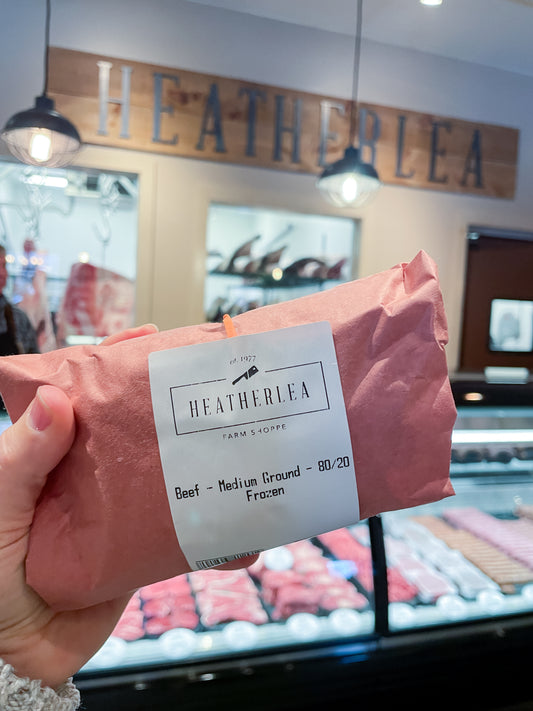 HEATHERLEA
est. 1977
HEATHERLEA
FARM SHOPPE
Beef - Medium Ground - 80/20
Frozen